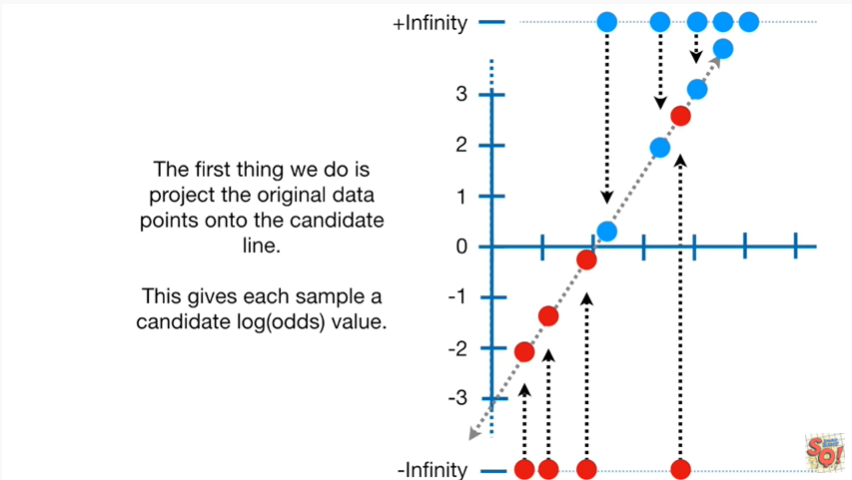 +Infinity
3
2
The first thing we do is
project the original data
points onto the candidate
line.
This gives each sample a
candidate log(odds) value.
1
0
-1
-2
-3
-Infinity
SQ!